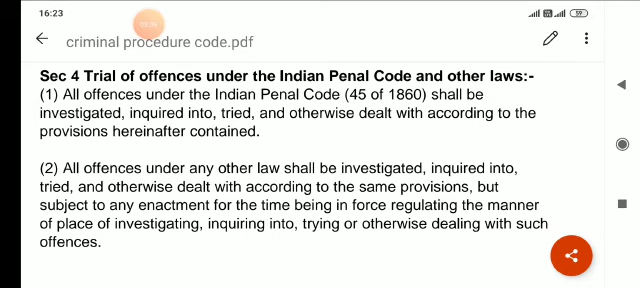 16:23
59
criminal procedure code.pdf
Sec 4 Trial of offences under the Indian Penal Code and other laws:-
(1) All offences under the Indian Penal Code (45 of 1860) shall be
investigated, inquired into, tried, and otherwise dealt with according to the
provisions hereinafter contained.
(2) All offences under any other law shall be investigated, inquired into,
tried, and otherwise dealt with according to the same provisions, but
subject to any enactment for the time being in force regulating the manner
of place of investigating, inquiring into, trying or otherwise dealing with such
offences.